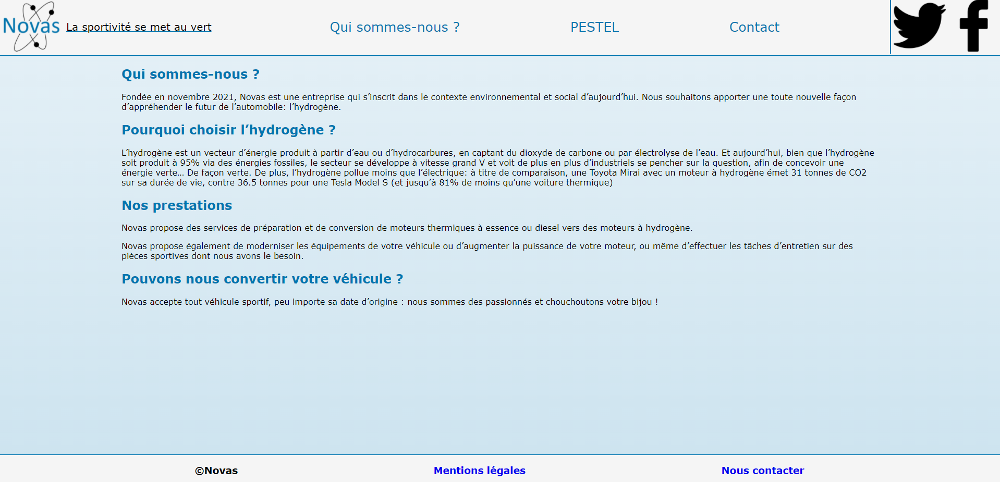 Novas
La sportivité se met au vert
Qui sommes-nous ?
PESTEL
Contact
Qui sommes-nous ?
Fondée en novembre 2021, Novas est une entreprise qui s’inscrit dans le contexte environnemental et social d’aujourd’hui. Nous souhaitons apporter une toute nouvelle façon
d’appréhender le futur de l’automobile: l’hydrogène.
Pourquoi choisir l’hydrogène ?
L’hydrogène est un vecteur d’énergie produit à partir d’eau ou d’hydrocarbures, en captant du dioxyde de carbone ou par électrolyse de l’eau. Et aujourd’hui, bien que l’hydrogène
soit produit à 95% via des énergies fossiles, le secteur se développe à vitesse grand V et voit de plus en plus d’industriels se pencher sur la question, afin de concevoir une
énergie verte… De façon verte. De plus, l’hydrogène pollue moins que l’électrique: à titre de comparaison, une Toyota Mirai avec un moteur à hydrogène émet 31 tonnes de CO2
sur sa durée de vie, contre 36.5 tonnes pour une Tesla Model S (et jusqu’à 81% de moins qu’une voiture thermique)
Nos prestations
Novas propose des services de préparation et de conversion de moteurs thermiques à essence ou diesel vers des moteurs à hydrogène.
Novas propose également de moderniser les équipements de votre véhicule ou d’augmenter la puissance de votre moteur, ou même d’effectuer les tâches d’entretien sur des
pièces sportives dont nous avons le besoin.
Pouvons nous convertir votre véhicule ?
Novas accepte tout véhicule sportif, peu importe sa date d’origine : nous sommes des passionnés et chouchoutons votre bijou !
©Novas
Mentions légales
Nous contacter